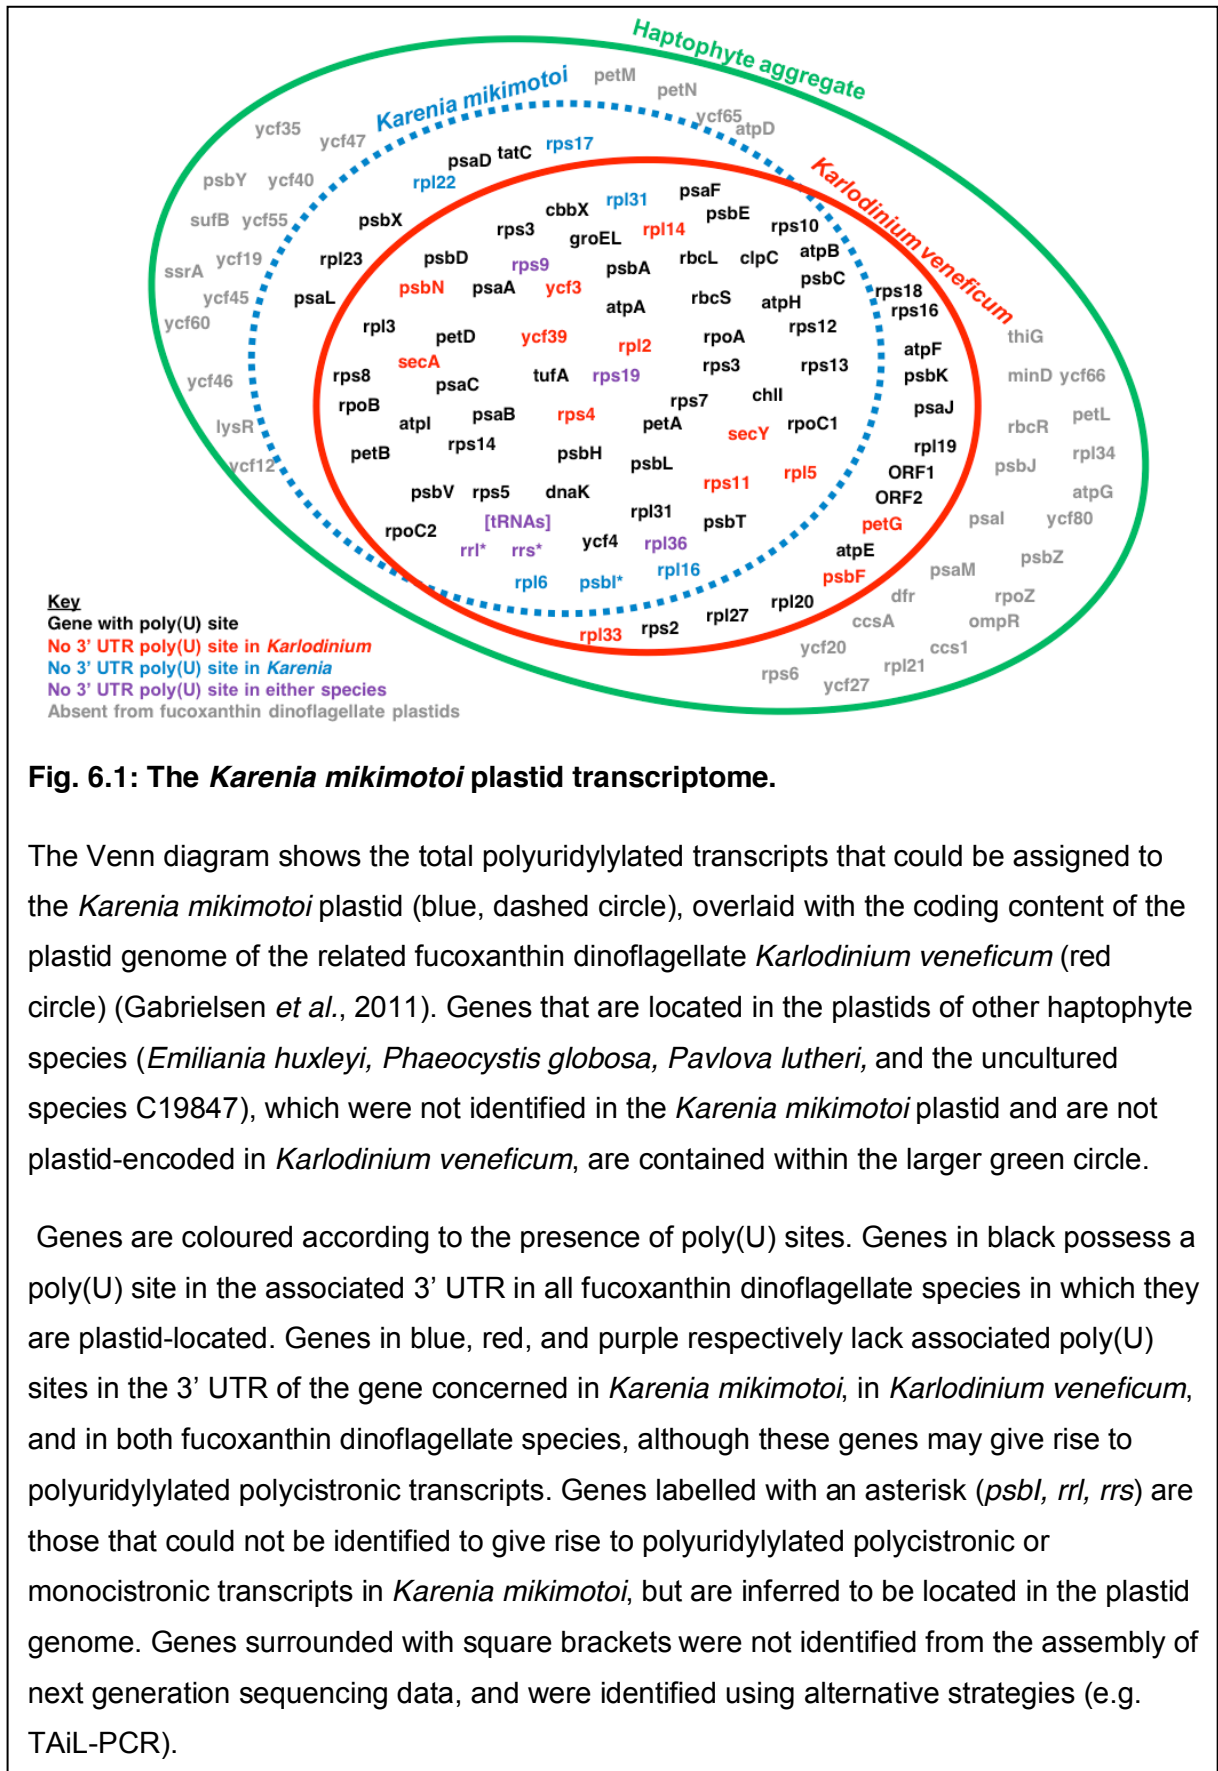 Haptophyte aggregate
petM
petN
Karenia mikimotoi
ycf65
atpD
ycf35
ycf47
rps17
tatC
psaD
Karlodinium veneficum
rpl22
psbY ycf40
psaF
rpl31
cbbX
psbE
sufB ycf55
psbX
rps3
rpl14
rps10
groEL
atpB
ycf19
rpl23
psbD
rps9
psbA
rbcL clpC
ssrA
psbC
psbN psaA ycf3
rps18
ycf45
psaL
atpA
rbcS
atpH
rps16
ycf60
rpl3
petD
ycf39
rpl2
rpoA
rps12
thiG
atpF
secA
rps3
rps13
ycf46
rps8
psaC
tufA
rps19
psbK
minD ycf66
chlI
rpoB
psaB
rps4
rps7
psaJ
petL
lysR
atpI
petA
secY
rpoC1
rbcR
ycf12
petB
rps14
psbH
psbL
rpl19
rpl34
psbJ
rps11
rpl5
ORF1
psbV rps5
dnaK
ORF2
atpG
rpoC2
[tRNAs]
rpl31
psbT
petG
psaI
ycf80
rrl*
rrs*
ycf4
rpl36
atpE
psbZ
rpl6
psbI*
rpl16
psbF
psaM
dfr
rpoZ
rpl20
rpl27
rps2
rpl33
ccsA
ompR
ycf20
ccs1
rps6
rpl21
ycf27
Key
Gene with poly(U) site
No 3' UTR poly(U) site in Karlodinium
No 3' UTR poly(U) site in Karenia
No 3' UTR poly(U) site in either species
Absent from fucoxanthin dinoflagellate plastids
Fig. 6.1: The Karenia mikimotoi plastid transcriptome.
The Venn diagram shows the total polyuridylylated transcripts that could be assigned to
the Karenia mikimotoi plastid (blue, dashed circle), overlaid with the coding content of the
plastid genome of the related fucoxanthin dinoflagellate Karlodinium veneficum (red
circle) (Gabrielsen et al., 2011). Genes that are located in the plastids of other haptophyte
species (Emiliania huxleyi, Phaeocystis globosa, Pavlova lutheri, and the uncultured
species C19847), which were not identified in the Karenia mikimotoi plastid and are not
plastid-encoded in Karlodinium veneficum, are contained within the larger green circle.
Genes are coloured according to the presence of poly(U) sites. Genes in black possess a
poly(U) site in the associated 3' UTR in all fucoxanthin dinoflagellate species in which they
are plastid-located. Genes in blue, red, and purple respectively lack associated poly(U)
sites in the 3' UTR of the gene concerned in Karenia mikimotoi, in Karlodinium veneficum,
and in both fucoxanthin dinoflagellate species, although these genes may give rise to
polyuridylylated polycistronic transcripts. Genes labelled with an asterisk (psbI, rrl, rrs) are
those that could not be identified to give rise to polyuridylylated polycistronic or
monocistronic transcripts in Karenia mikimotoi, but are inferred to be located in the plastid
genome. Genes surrounded with square brackets were not identified from the assembly of
next generation sequencing data, and were identified using alternative strategies (e.g.
TAiL-PCR).